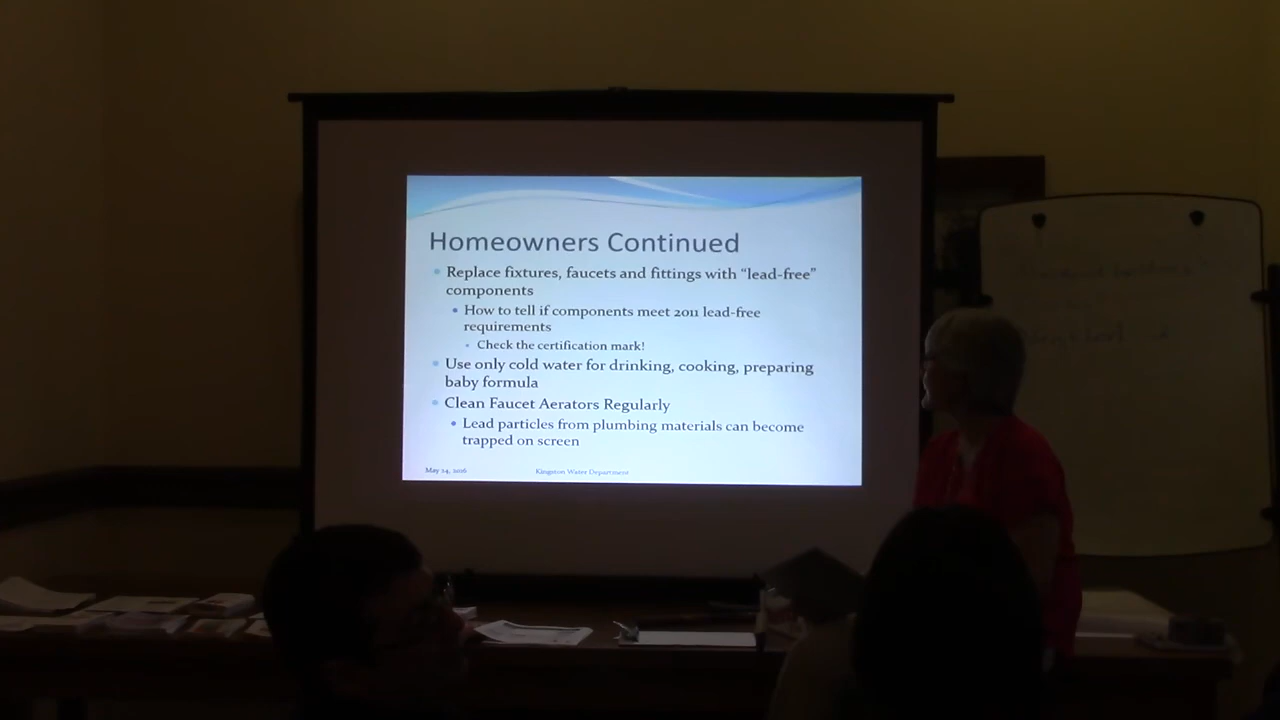 Homeowners Continued
Replace fixtures, faucets and fittings with “lead-free”
components
How to tell if components meet 2011 lead-free
requirements
Check the certification mark!
Use only cold water for drinking, cooking, preparing
baby formula
Clean Faucet Aerators Regularly
Lead particles from plumbing materials can become
trapped on screen
May 24, 2016 Kingston Water Department